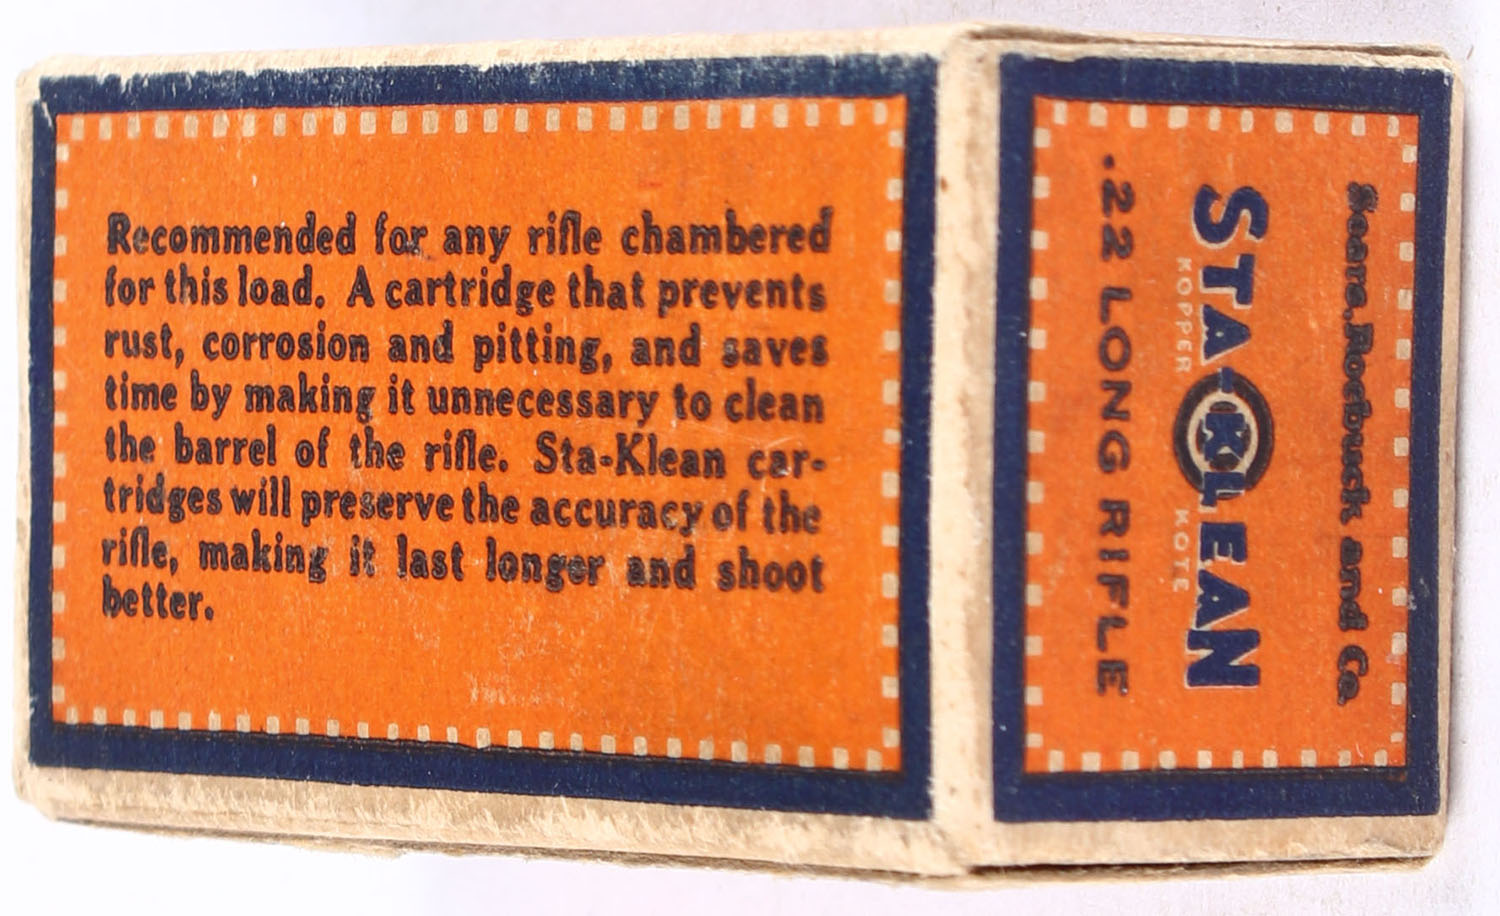 Recommended for any rifle chambered
for this load. A cartridge that prevents
rust, corrosion and pitting, and saves
time by making it unnecessary to clean
the barrel of the rifle. Sta-Klean car-
tridges will preserve the accuracy of the
rifle, making it last longer and shoot
better.
Sears, Roebuck and Co.
STA-KLEAN
KOPPER KOTE
.22 LONG RIFLE